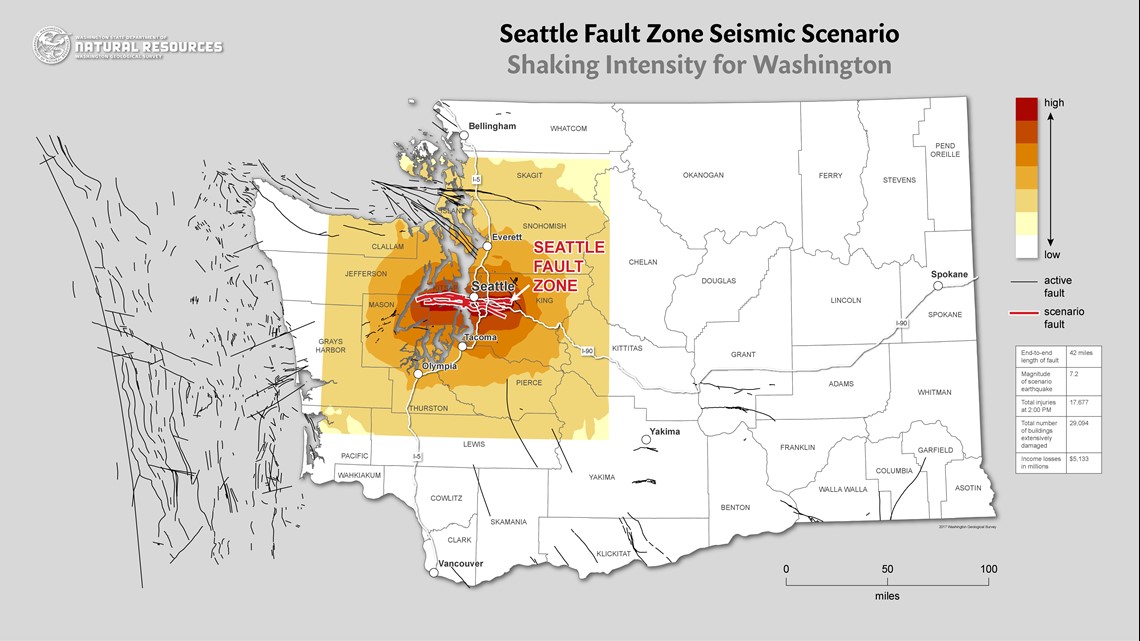 WASHINGTON STATE DEPARTMENT OF
NATURAL RESOURCES
WASHINGTON GEOLOGICAL SURVEY
Seattle Fault Zone Seismic Scenario
Shaking Intensity for Washington
high
low
active
fault
scenario
fault
End-to-end
length of fault
42 miles
Magnitude
of scenario
earthquake
7.2
Total injuries
at 2:00 PM
17,677
Total number
of buildings
extensively
damaged
29,094
Income losses
in millions
$5,133
Bellingham
WHATCOM
PEND
OREILLE
I-5
SKAGIT
OKANOGAN
FERRY
STEVENS
ISLAND
SNOHOMISH
Everett
CLALLAM
SEATTLE
FAULT
ZONE
CHELAN
JEFFERSON
DOUGLAS
Spokane
Seattle
MASON
KING
LINCOLN
SPOKANE
I-90
Tacoma
GRAYS
HARBOR
I-90
KITTITAS
GRANT
Olympia
PIERCE
ADAMS
WHITMAN
THURSTON
Yakima
LEWIS
FRANKLIN
GARFIELD
PACIFIC
I-5
COLUMBIA
WAHKIAKUM
YAKIMA
WALLA WALLA
ASOTIN
COWLITZ
BENTON
SKAMANIA
2017 Washington Geological Survey
CLARK
KLICKITAT
Vancouver
0
50
100
miles